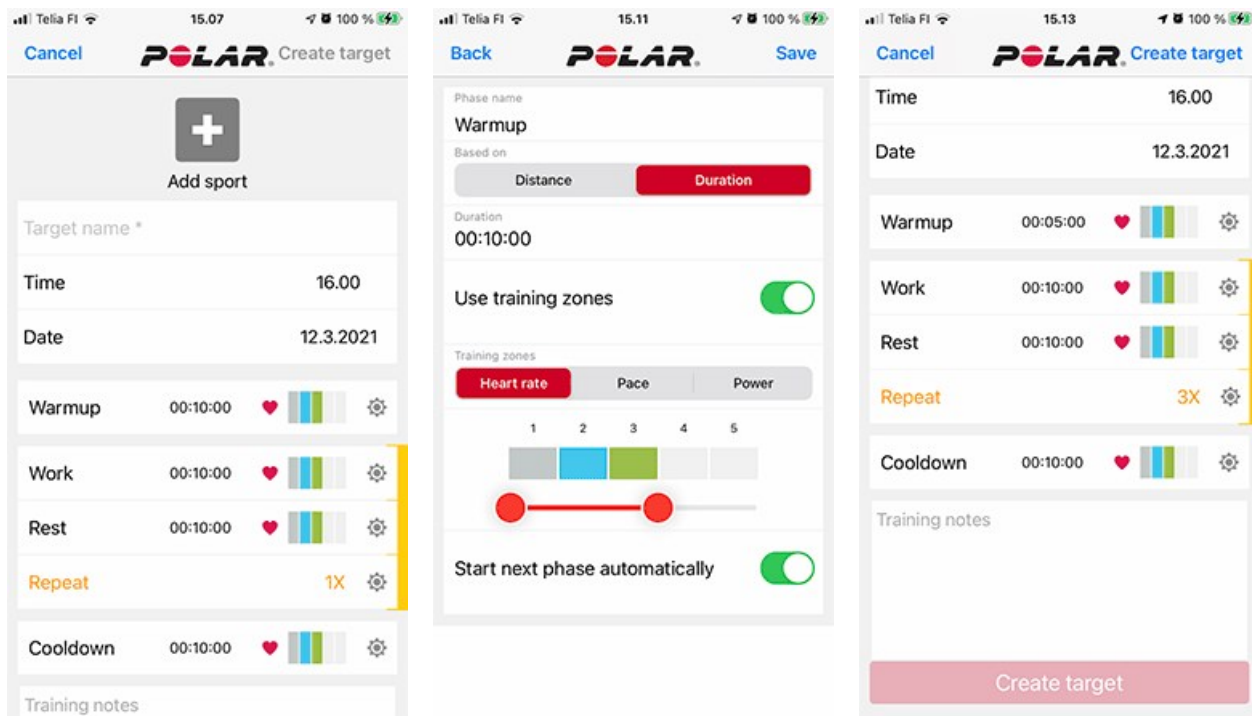 Telia FI 15.07 100 %
Cancel POLAR. Create target
Add sport
Target name *
Time 16.00
Date 12.3.2021
Warmup 00:10:00
Work 00:10:00
Rest 00:10:00
Repeat 1X
Cooldown 00:10:00
Training notes
Telia FI 15.11 100 %
Back POLAR. Save
Phase name
Warmup
Based on
Distance Duration
Duration
00:10:00
Use training zones
Training zones
Heart rate Pace Power
1 2 3 4 5
Start next phase automatically
Telia FI 15.13 100 %
Cancel POLAR. Create target
Time 16.00
Date 12.3.2021
Warmup 00:05:00
Work 00:10:00
Rest 00:10:00
Repeat 3X
Cooldown 00:10:00
Training notes
Create target